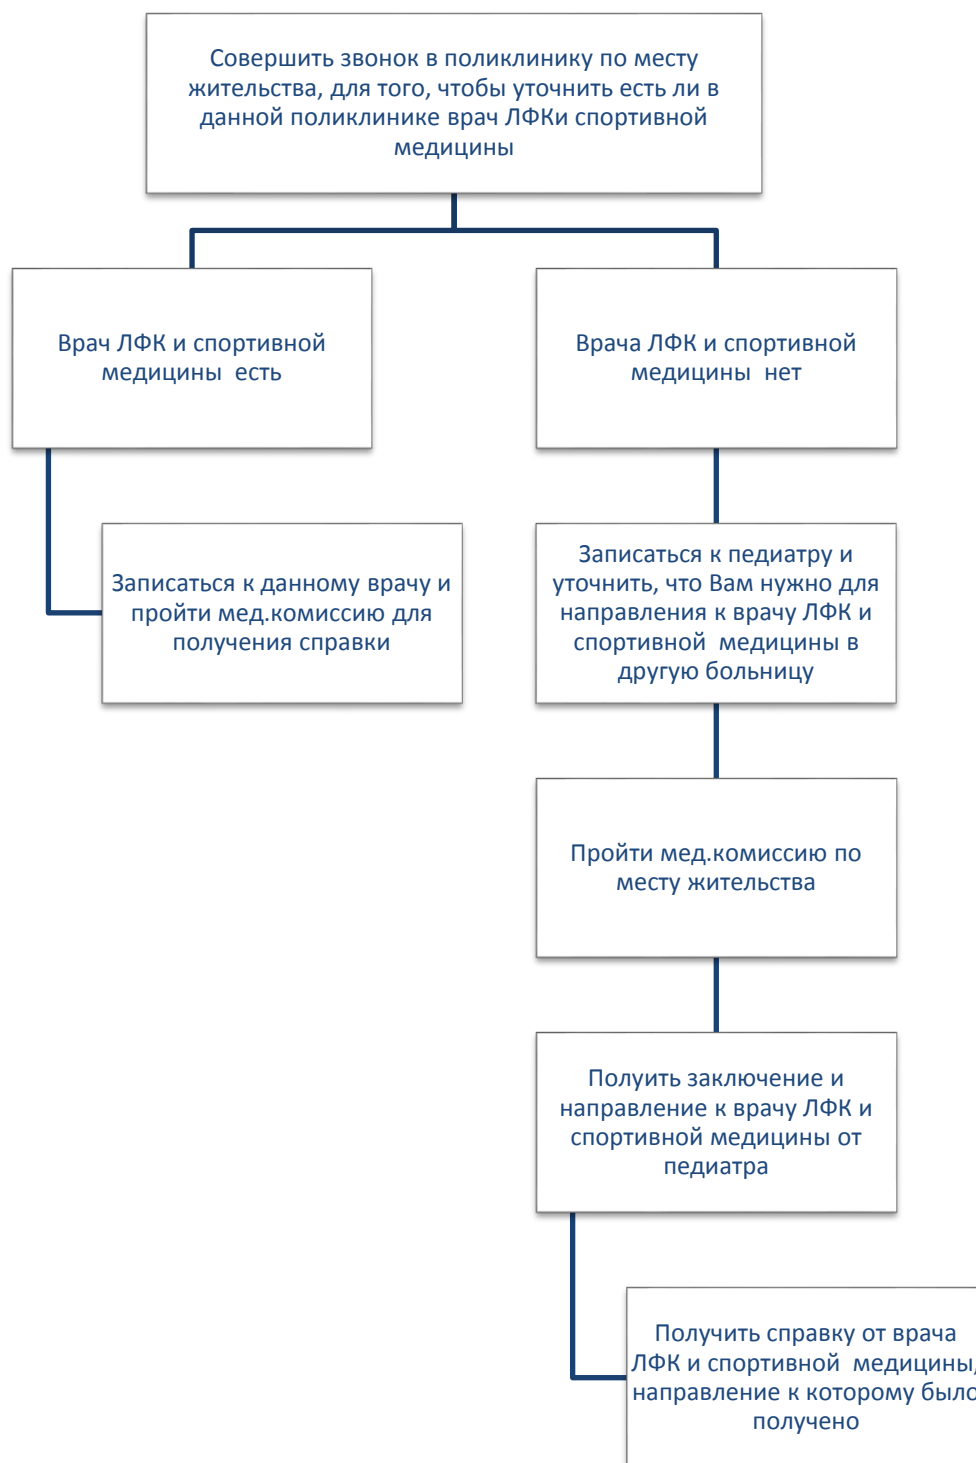 Совершить звонок в поликлинику по месту
жительства, для того, чтобы уточнить есть ли в
данной поликлинике врач ЛФКи спортивной
медицины
Врач ЛФК и спортивной
медицины  есть
Врача ЛФК и спортивной
медицины  нет
Записаться к данному врачу и
пройти мед.комиссию для
получения справки
Записаться к педиатру и
уточнить, что Вам нужно для
направления к врачу ЛФК и
спортивной  медицины в
другую больницу
Пройти мед.комиссию по
месту жительства
Полуить заключение и
направление к врачу ЛФК и
спортивной медицины от
педиатра
Получить справку от врача
ЛФК и спортивной  медицины,
направление к которому было
получено